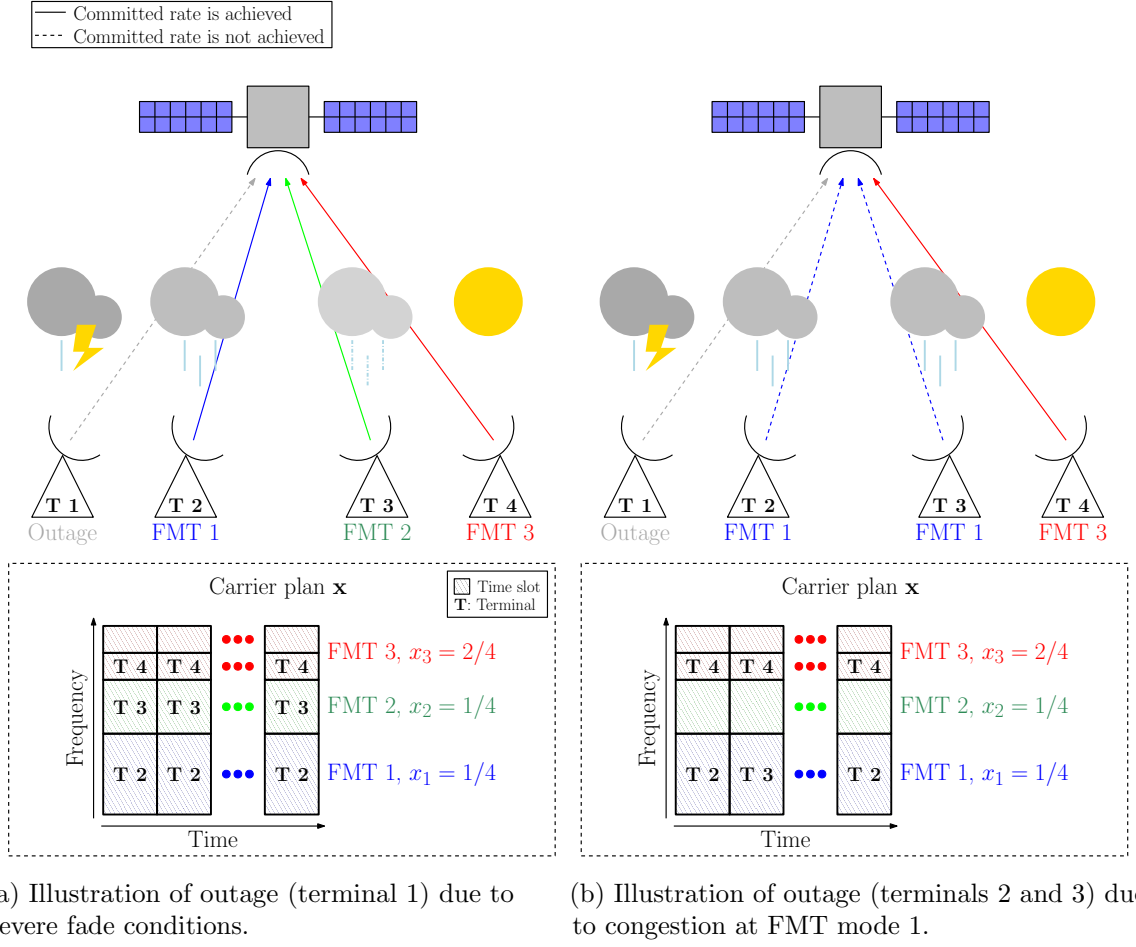 Committed rate is achieved
Committed rate is not achieved
T 1
T 2
T 3
T 4
Outage
FMT 1
FMT 2
FMT 3
T 1
T 2
T 3
T 4
Outage
FMT 1
FMT 1
FMT 3
Carrier plan x
Time slot
T: Terminal
Frequency
T 4 T 4 T 4
T 3 T 3 T 3
T 2 T 2 T 2
FMT 3, x₃ = 2/4
FMT 2, x₂ = 1/4
FMT 1, x₁ = 1/4
Time
Carrier plan x
Frequency
T 4 T 4 T 4
T 2 T 3 T 2
FMT 3, x₃ = 2/4
FMT 2, x₂ = 1/4
FMT 1, x₁ = 1/4
Time
a) Illustration of outage (terminal 1) due to
evere fade conditions.
(b) Illustration of outage (terminals 2 and 3) du
to congestion at FMT mode 1.